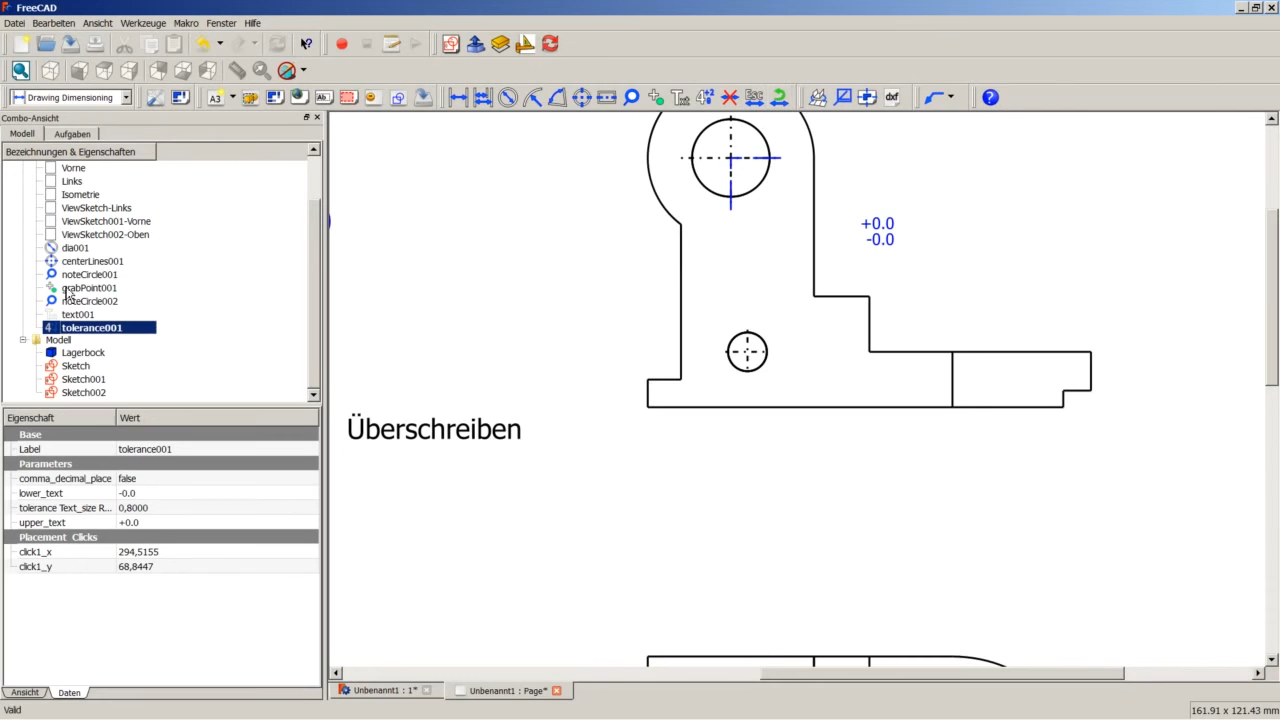 FreeCAD
Datei Bearbeiten Ansicht Werkzeuge Makro Fenster Hilfe
Drawing Dimensioning
A3
dxf
Combo-Ansicht
Modell Aufgaben
Bezeichnungen & Eigenschaften
Vorne
Links
Isometrie
ViewSketch-Links
ViewSketch001-Vorne
ViewSketch002-Oben
dia001
centerLines001
noteCircle001
grabPoint001
noteCircle002
text001
tolerance001
Modell
Lagerbock
Sketch
Sketch001
Sketch002
Eigenschaft Wert
Base
Label tolerance001
Parameters
comma_decimal_place false
lower_text -0.0
tolerance Text_size R... 0,8000
upper_text +0.0
Placement Clicks
click1_x 294,5155
click1_y 68,8447
Ansicht Daten
+0.0
-0.0
Überschreiben
Unbenannt1 : 1* Unbenannt1 : Page*
Valid 161.91 x 121.43 mm